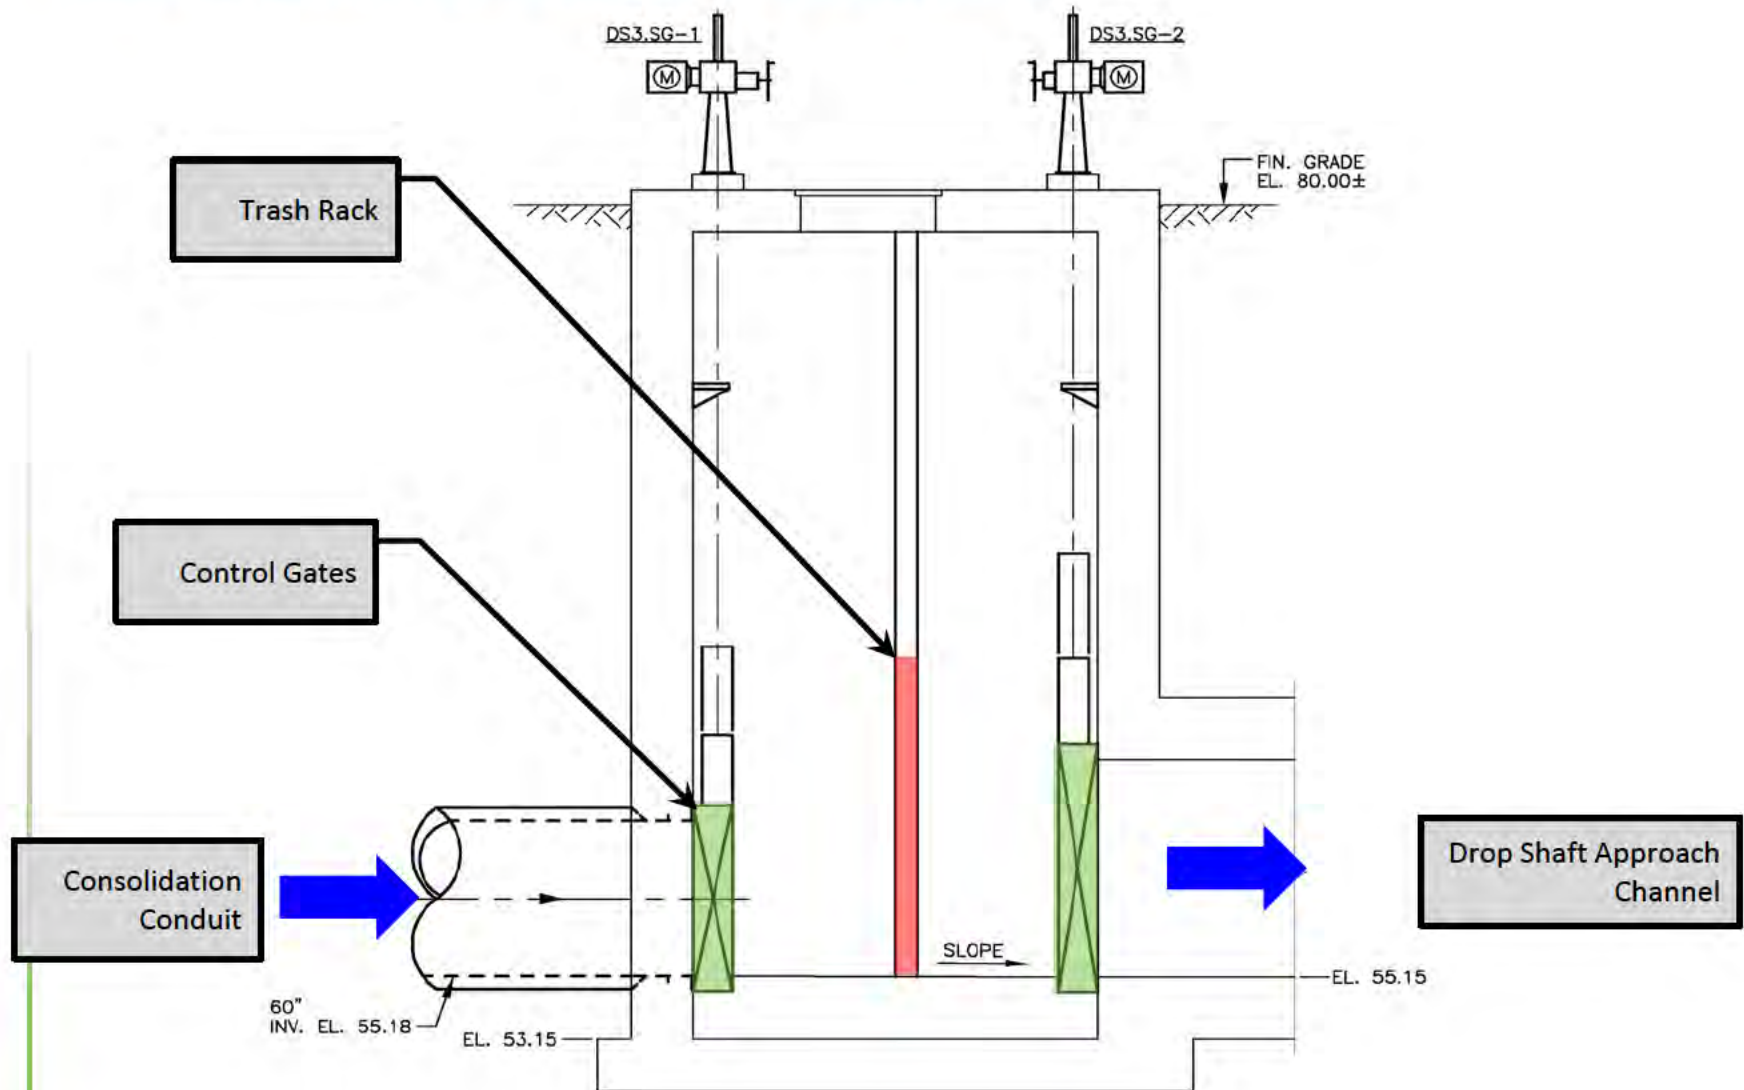 DS3.SG-1
DS3.SG-2
M
M
FIN. GRADE
EL. 80.00±
Trash Rack
Control Gates
Consolidation
Conduit
Drop Shaft Approach
Channel
SLOPE
EL. 55.15
60"
INV. EL. 55.18
EL. 53.15